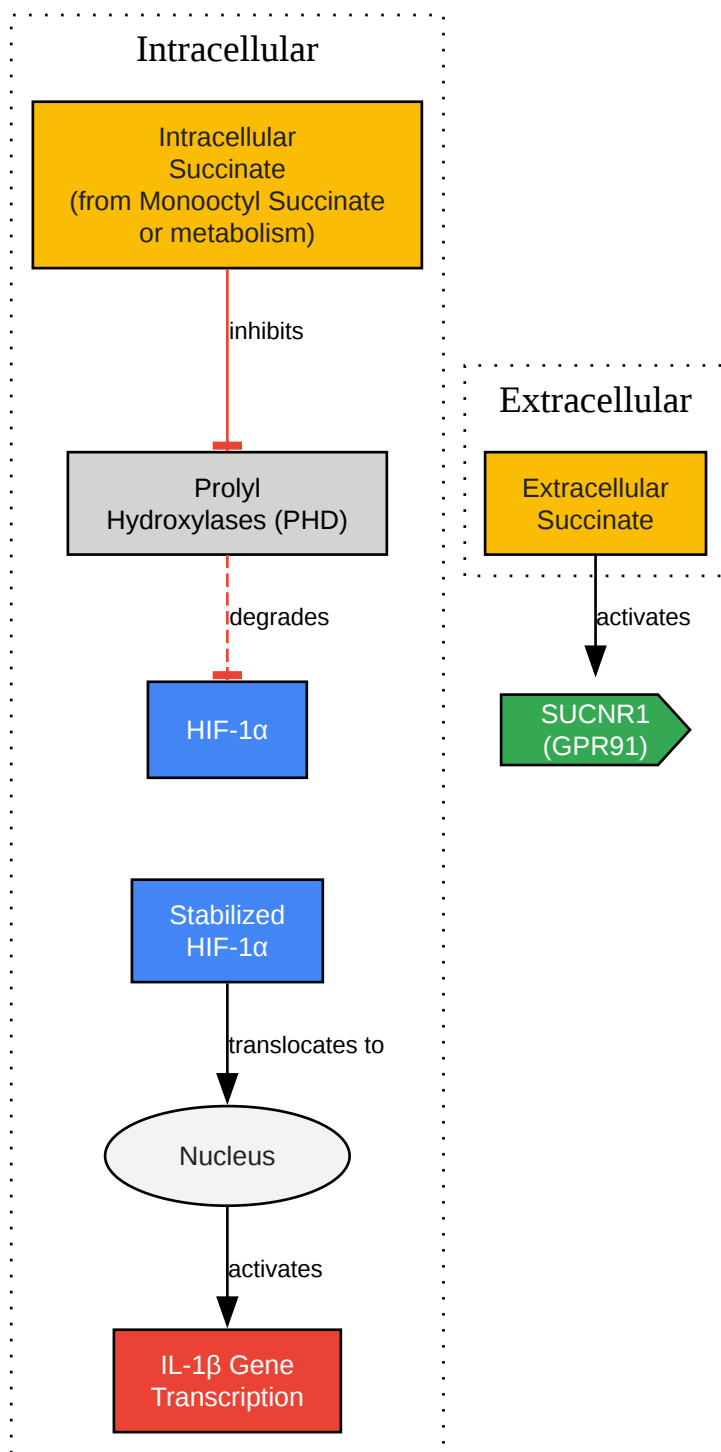 Intracellular
Intracellular
Succinate
(from Monooctyl Succinate
or metabolism)
inhibits
Prolyl
Hydroxylases (PHD)
degrades
HIF-1α
Stabilized
HIF-1α
translocates to
Nucleus
activates
IL-1β Gene
Transcription
Extracellular
Extracellular
Succinate
activates
SUCNR1
(GPR91)